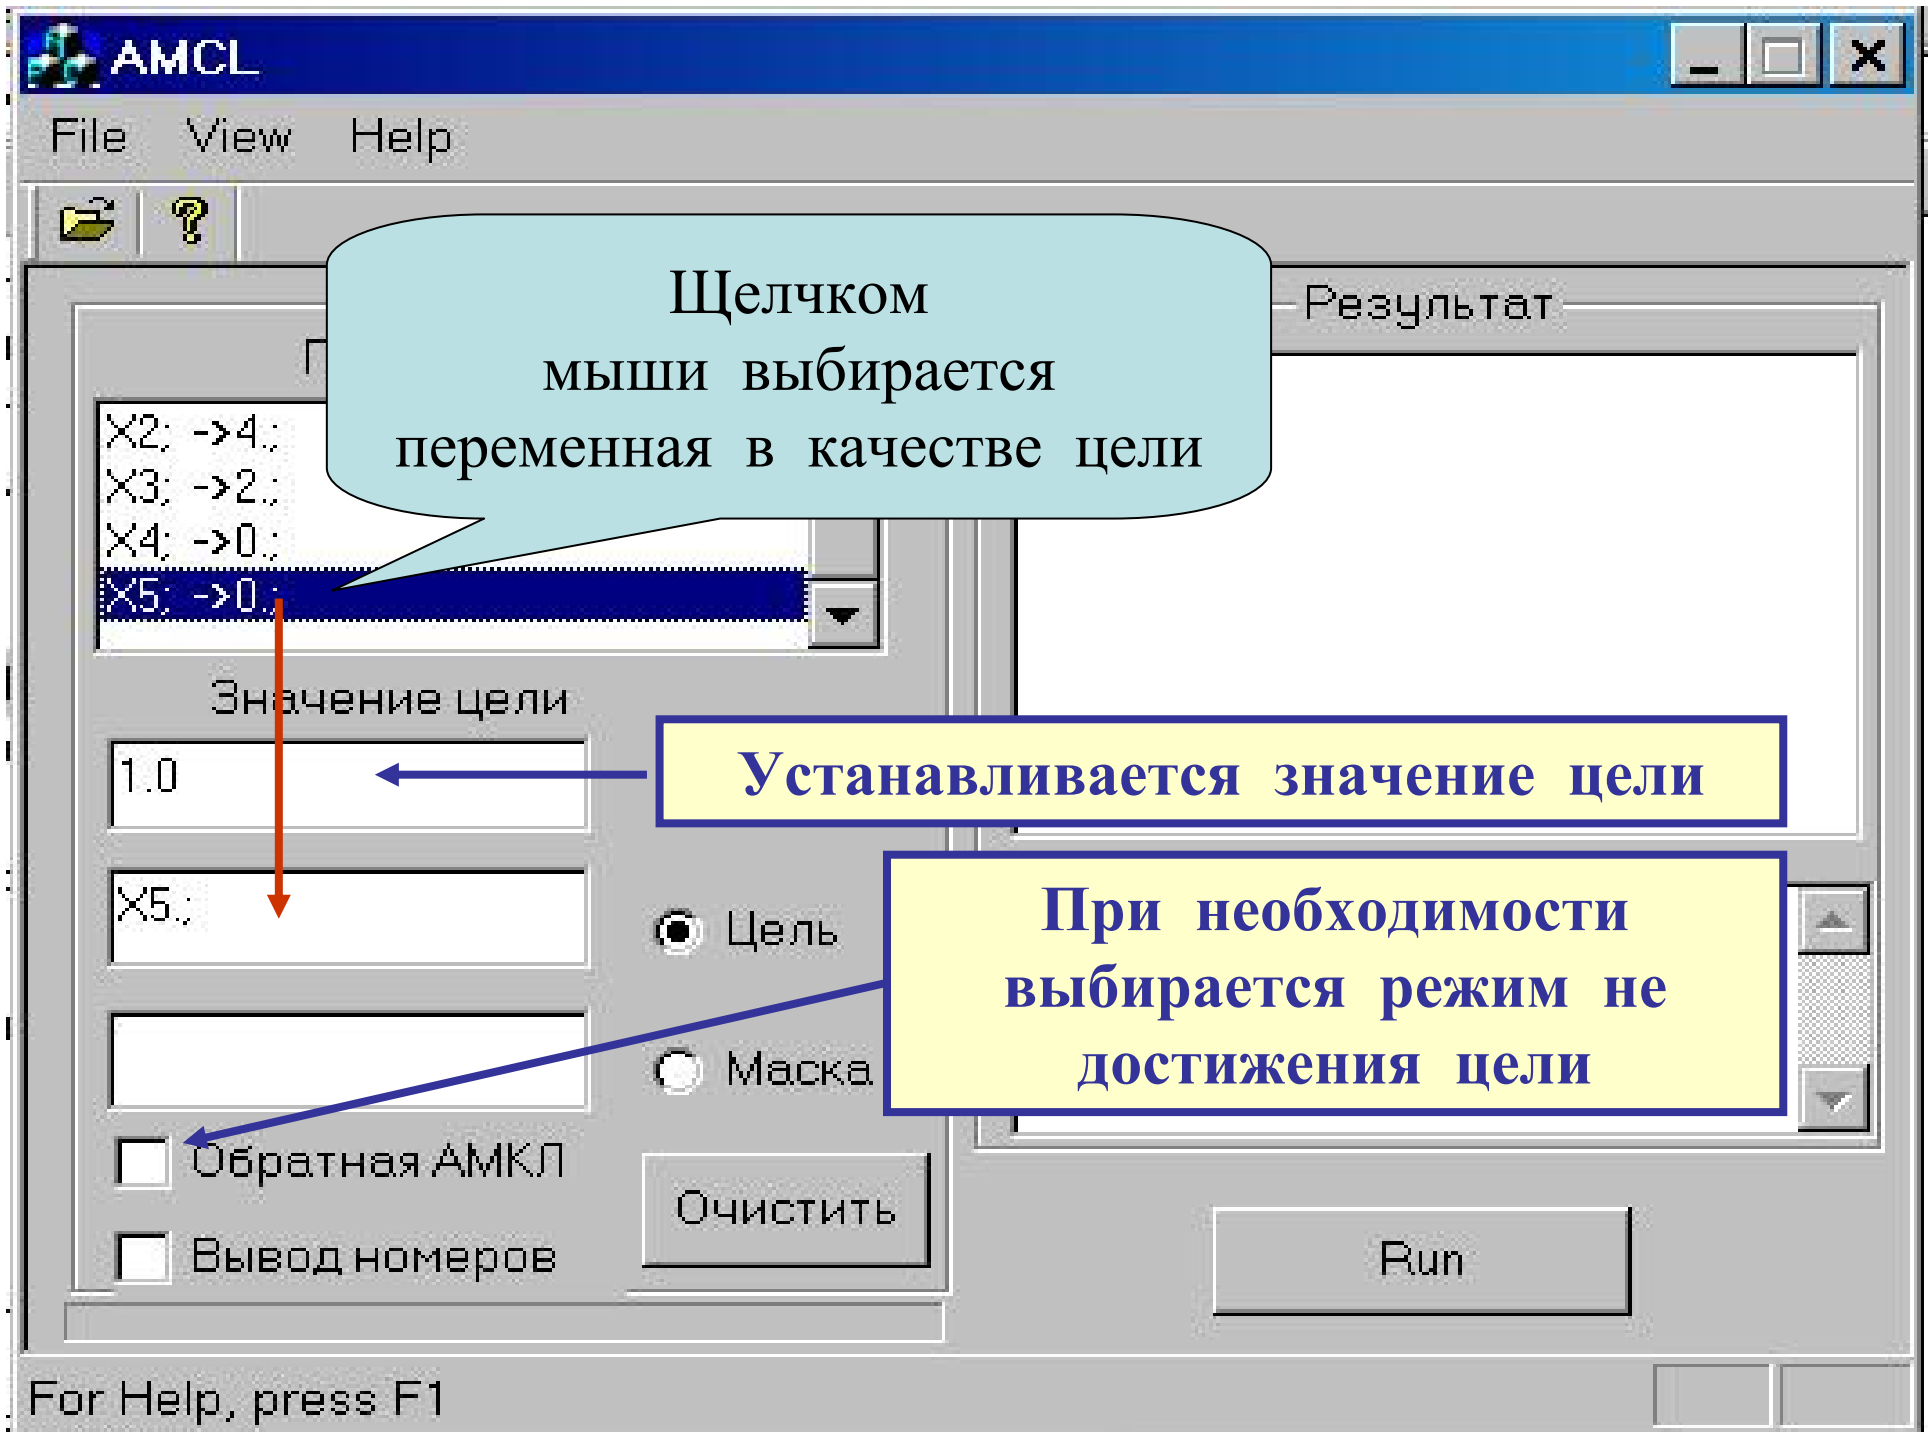 AMCL
File View Help
Щелчком
мыши выбирается
переменная в качестве цели
Результат
X2; ->4.;
X3; ->2.;
X4; ->0.;
X5; ->0.;
Значение цели
1.0
Устанавливается значение цели
X5.;
Цель
При необходимости
выбирается режим не
достижения цели
Маска
Обратная АМКЛ
Очистить
Вывод номеров
Run
For Help, press F1